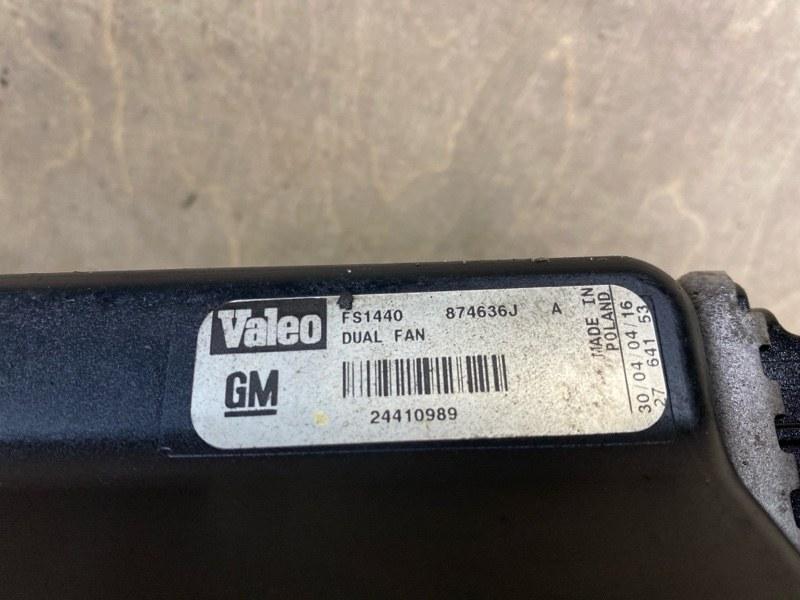 Valeo
FS1440 874636J A
DUAL FAN
GM
24410989
MADE IN
POLAND
30/04/04/16
27 641 53